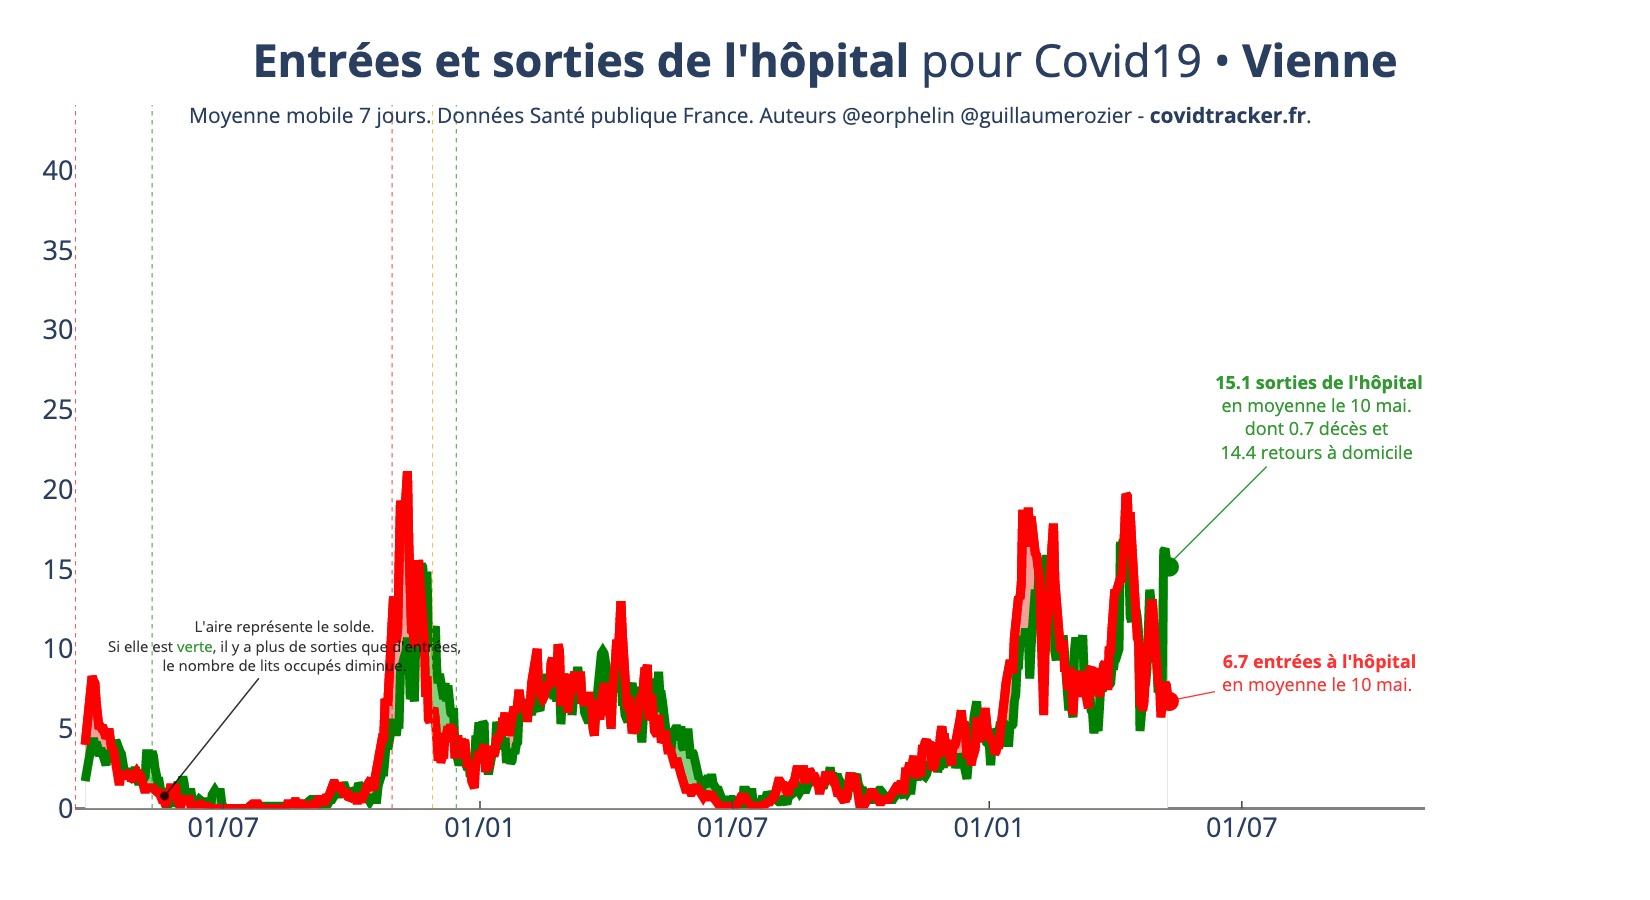 Entrées et sorties de l'hôpital pour Covid19 • Vienne
Moyenne mobile 7 jours. Données Santé publique France. Auteurs @eorphelin @guillaumerozier - covidtracker.fr.
40
35
30
25
20
15
10
5
0
15.1 sorties de l'hôpital
en moyenne le 10 mai.
dont 0.7 décès et
14.4 retours à domicile
L'aire représente le solde.
Si elle est verte, il y a plus de sorties que d'entrées,
le nombre de lits occupés diminue.
6.7 entrées à l'hôpital
en moyenne le 10 mai.
01/07
01/01
01/07
01/01
01/07